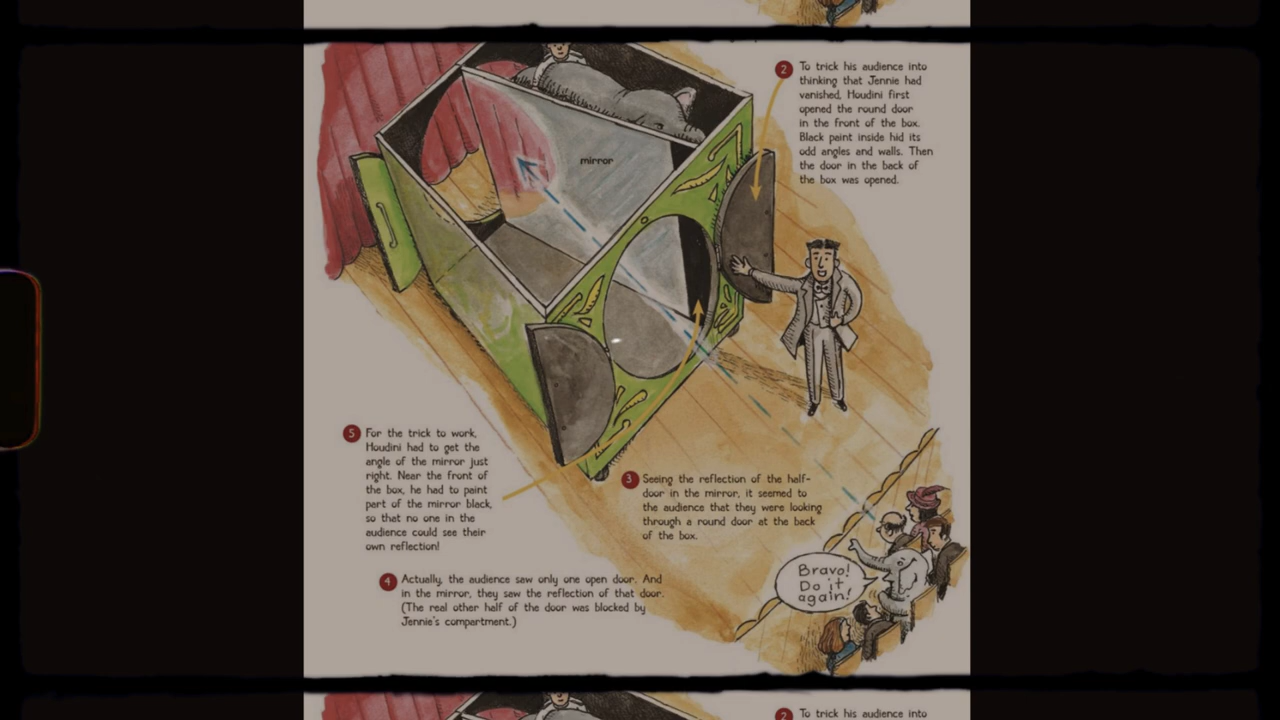 2 To trick his audience into
thinking that Jennie had
vanished, Houdini first
opened the round door
in the front of the box.
Black paint inside hid its
odd angles and walls. Then
the door in the back of
the box was opened.
mirror
5 For the trick to work,
Houdini had to get the
angle of the mirror just
right. Near the front of
the box, he had to paint
part of the mirror black,
so that no one in the
audience could see their
own reflection!
3 Seeing the reflection of the half-
door in the mirror, it seemed to
the audience that they were looking
through a round door at the back
of the box.
4 Actually, the audience saw only one open door. And
in the mirror, they saw the reflection of that door.
(The real other half of the door was blocked by
Jennie's compartment.)
Bravo!
Do it
again!
2 To trick his audience into